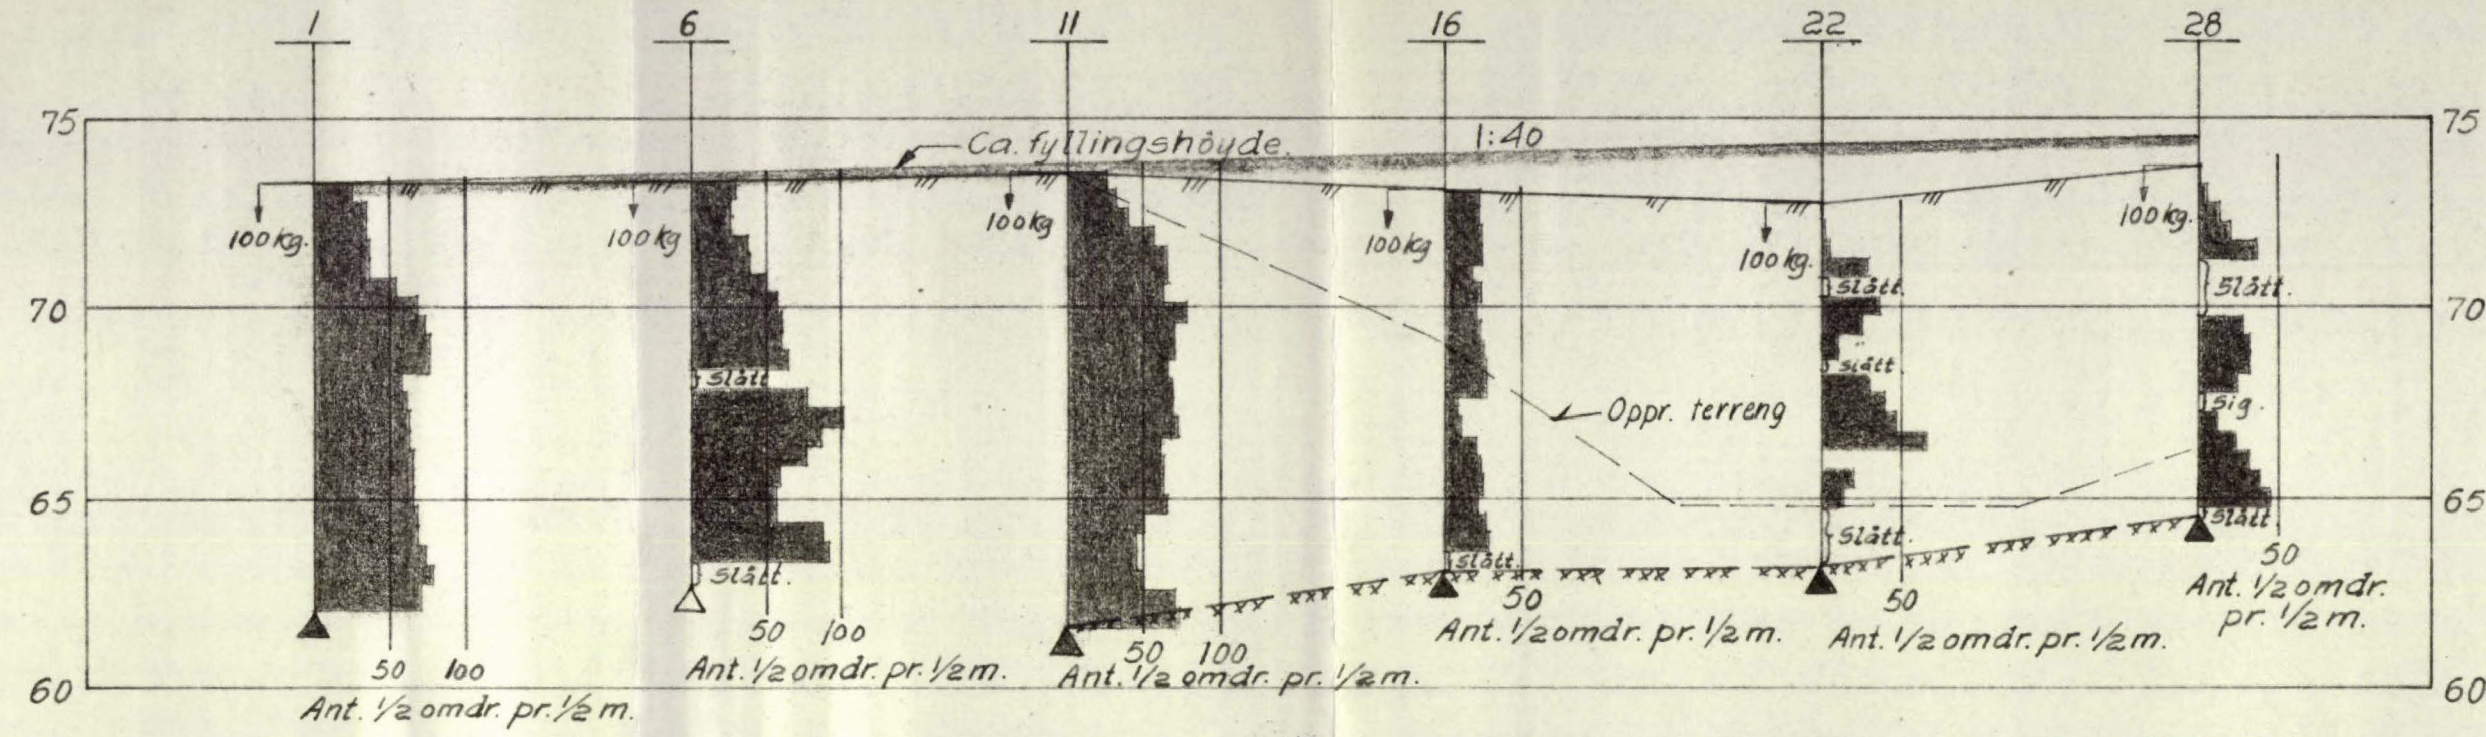 1 6 11 16 22 28
75 75
Ca. fyllingshöyde. 1:40
100 kg. 100 kg 100 kg 100 kg 100 kg. 100 kg.
Slått. Slått.
70 70
Slått Slått
Sig.
Oppr. terreng
65 65
Slått.
Slått.
Slått. Slått
50 100 50 100 50 100 50 50 50
Ant. 1/2 omdr. pr. 1/2 m.
Ant. 1/2 omdr. pr. 1/2 m.
Ant. 1/2 omdr. pr. 1/2 m.
Ant. 1/2 omdr. pr. 1/2 m.
Ant. 1/2 omdr. pr. 1/2 m.
Ant. 1/2 omdr.
pr. 1/2 m.
60 60